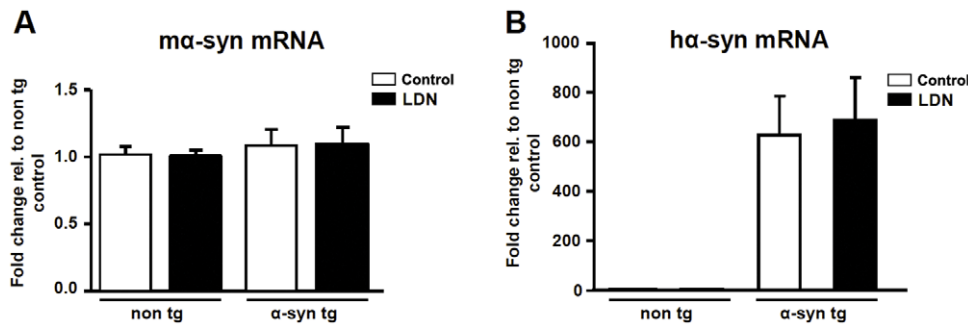 A
mα-syn mRNA
Control
LDN
Fold change rel. to non tg
control
1.5
1.0
0.5
0.0
non tg
α-syn tg
B
hα-syn mRNA
Control
LDN
Fold change rel. to non tg
control
1000
800
600
400
200
0
non tg
α-syn tg